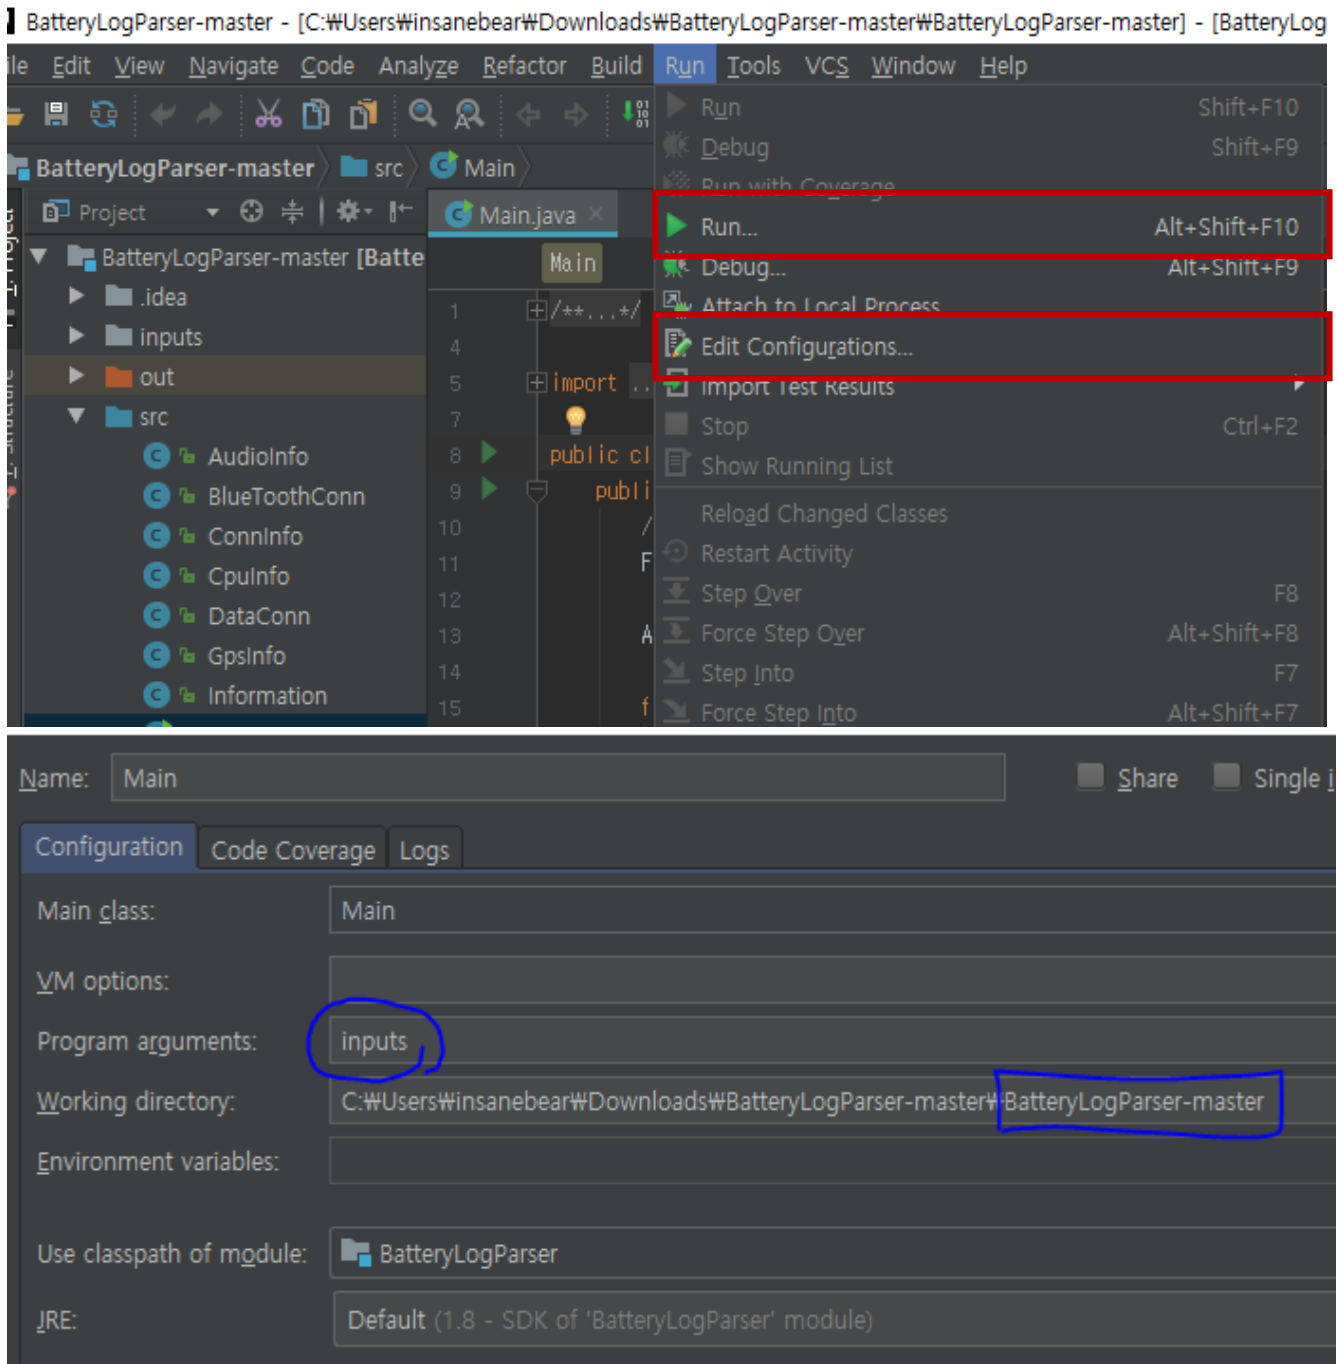 BatteryLogParser-master - [C:₩Users₩insanebear₩Downloads₩BatteryLogParser-master₩BatteryLogParser-master] - [BatteryLog
ile Edit View Navigate Code Analyze Refactor Build Run Tools VCS Window Help
BatteryLogParser-master src Main
Project
Main.java
Main
BatteryLogParser-master [Batte
.idea
inputs
out
src
AudioInfo
BlueToothConn
ConnInfo
CpuInfo
DataConn
GpsInfo
Information
1 /**...*/
4
5 import ..
7
8 public cl
9 publi
10 /
11 F
12
13 A
14
15 f
Run Shift+F10
Debug Shift+F9
Run with Coverage
Run... Alt+Shift+F10
Debug... Alt+Shift+F9
Attach to Local Process
Edit Configurations...
Import Test Results
Stop Ctrl+F2
Show Running List
Reload Changed Classes
Restart Activity
Step Over F8
Force Step Over Alt+Shift+F8
Step Into F7
Force Step Into Alt+Shift+F7
Name: Main Share Single i
Configuration Code Coverage Logs
Main class: Main
VM options:
Program arguments: inputs
Working directory: C:₩Users₩insanebear₩Downloads₩BatteryLogParser-master₩BatteryLogParser-master
Environment variables:
Use classpath of module: BatteryLogParser
JRE: Default (1.8 - SDK of 'BatteryLogParser' module)